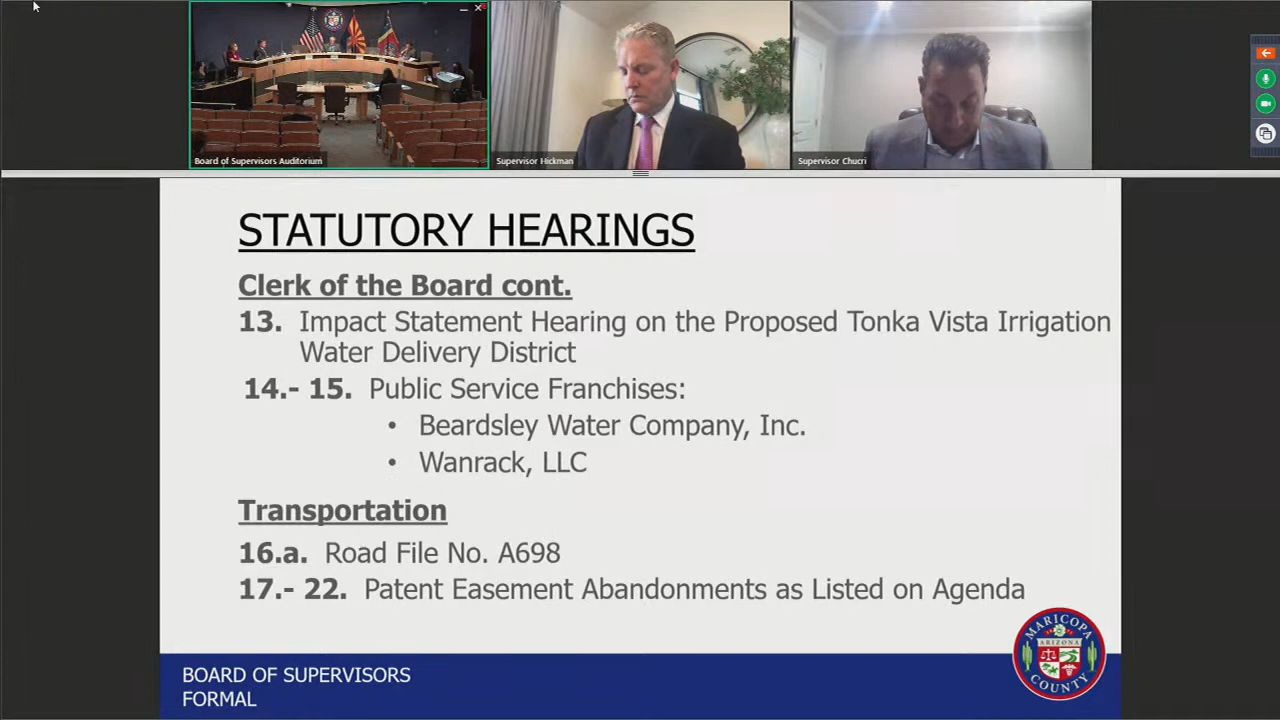 Board of Supervisors Auditorium
Supervisor Hickman
Supervisor Chucri
STATUTORY HEARINGS
Clerk of the Board cont.
13. Impact Statement Hearing on the Proposed Tonka Vista Irrigation
Water Delivery District
14.- 15. Public Service Franchises:
• Beardsley Water Company, Inc.
• Wanrack, LLC
Transportation
16.a. Road File No. A698
17.- 22. Patent Easement Abandonments as Listed on Agenda
BOARD OF SUPERVISORS
FORMAL
MARICOPA
ARIZONA
COUNTY